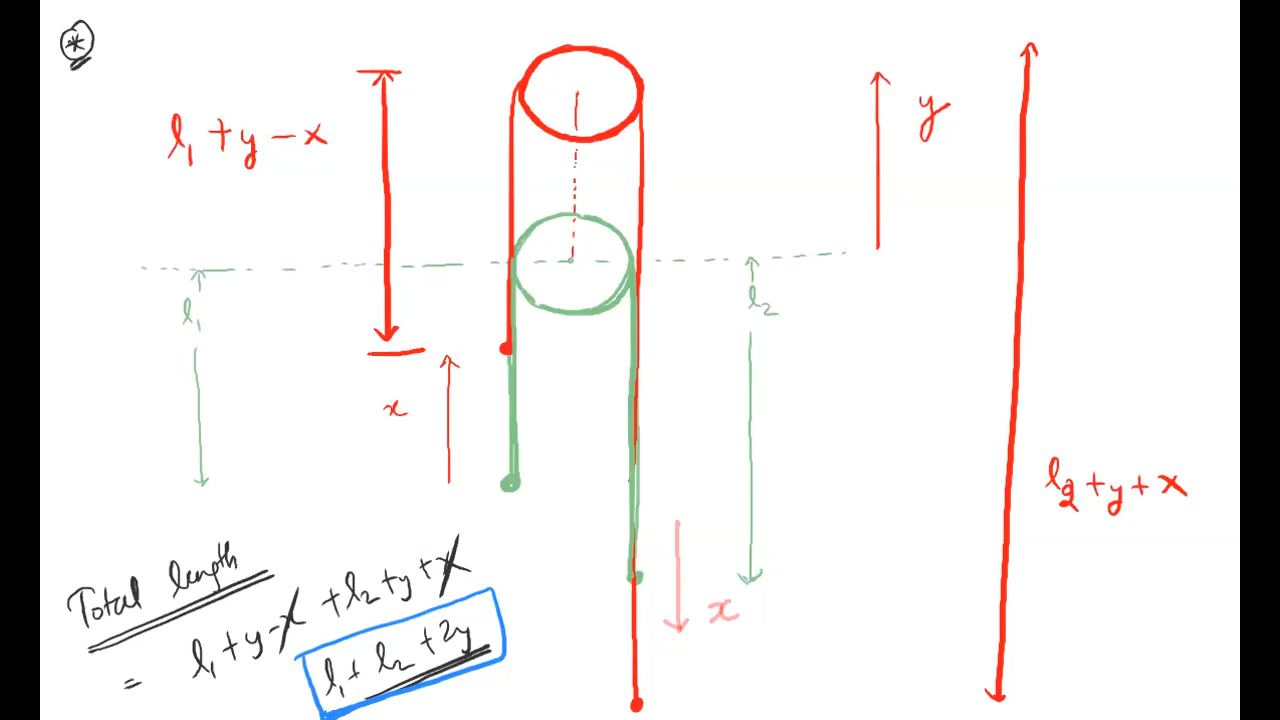 *
l₁ + y - x
y
l₁
l₂
x
l₂ + y + x
x
Total length
= l₁ + y - x + l₂ + y + x
l₁ + l₂ + 2y